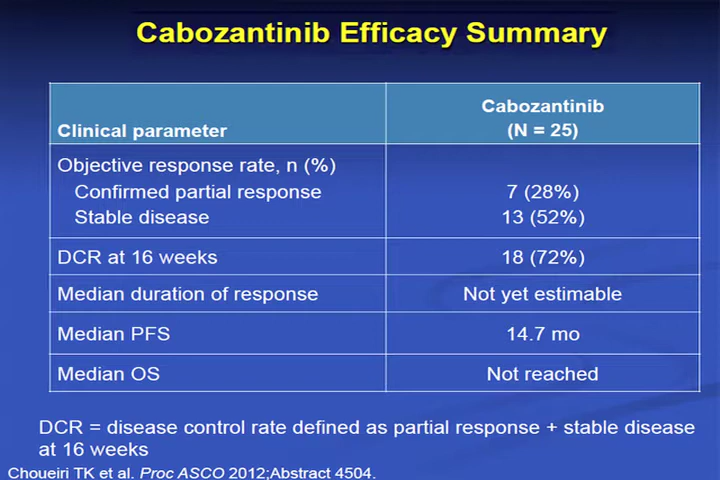 Cabozantinib Efficacy Summary
Clinical parameter
Cabozantinib
(N = 25)
Objective response rate, n (%)
Confirmed partial response
7 (28%)
Stable disease
13 (52%)
DCR at 16 weeks
18 (72%)
Median duration of response
Not yet estimable
Median PFS
14.7 mo
Median OS
Not reached
DCR = disease control rate defined as partial response + stable disease
at 16 weeks
Choueiri TK et al. Proc ASCO 2012;Abstract 4504.